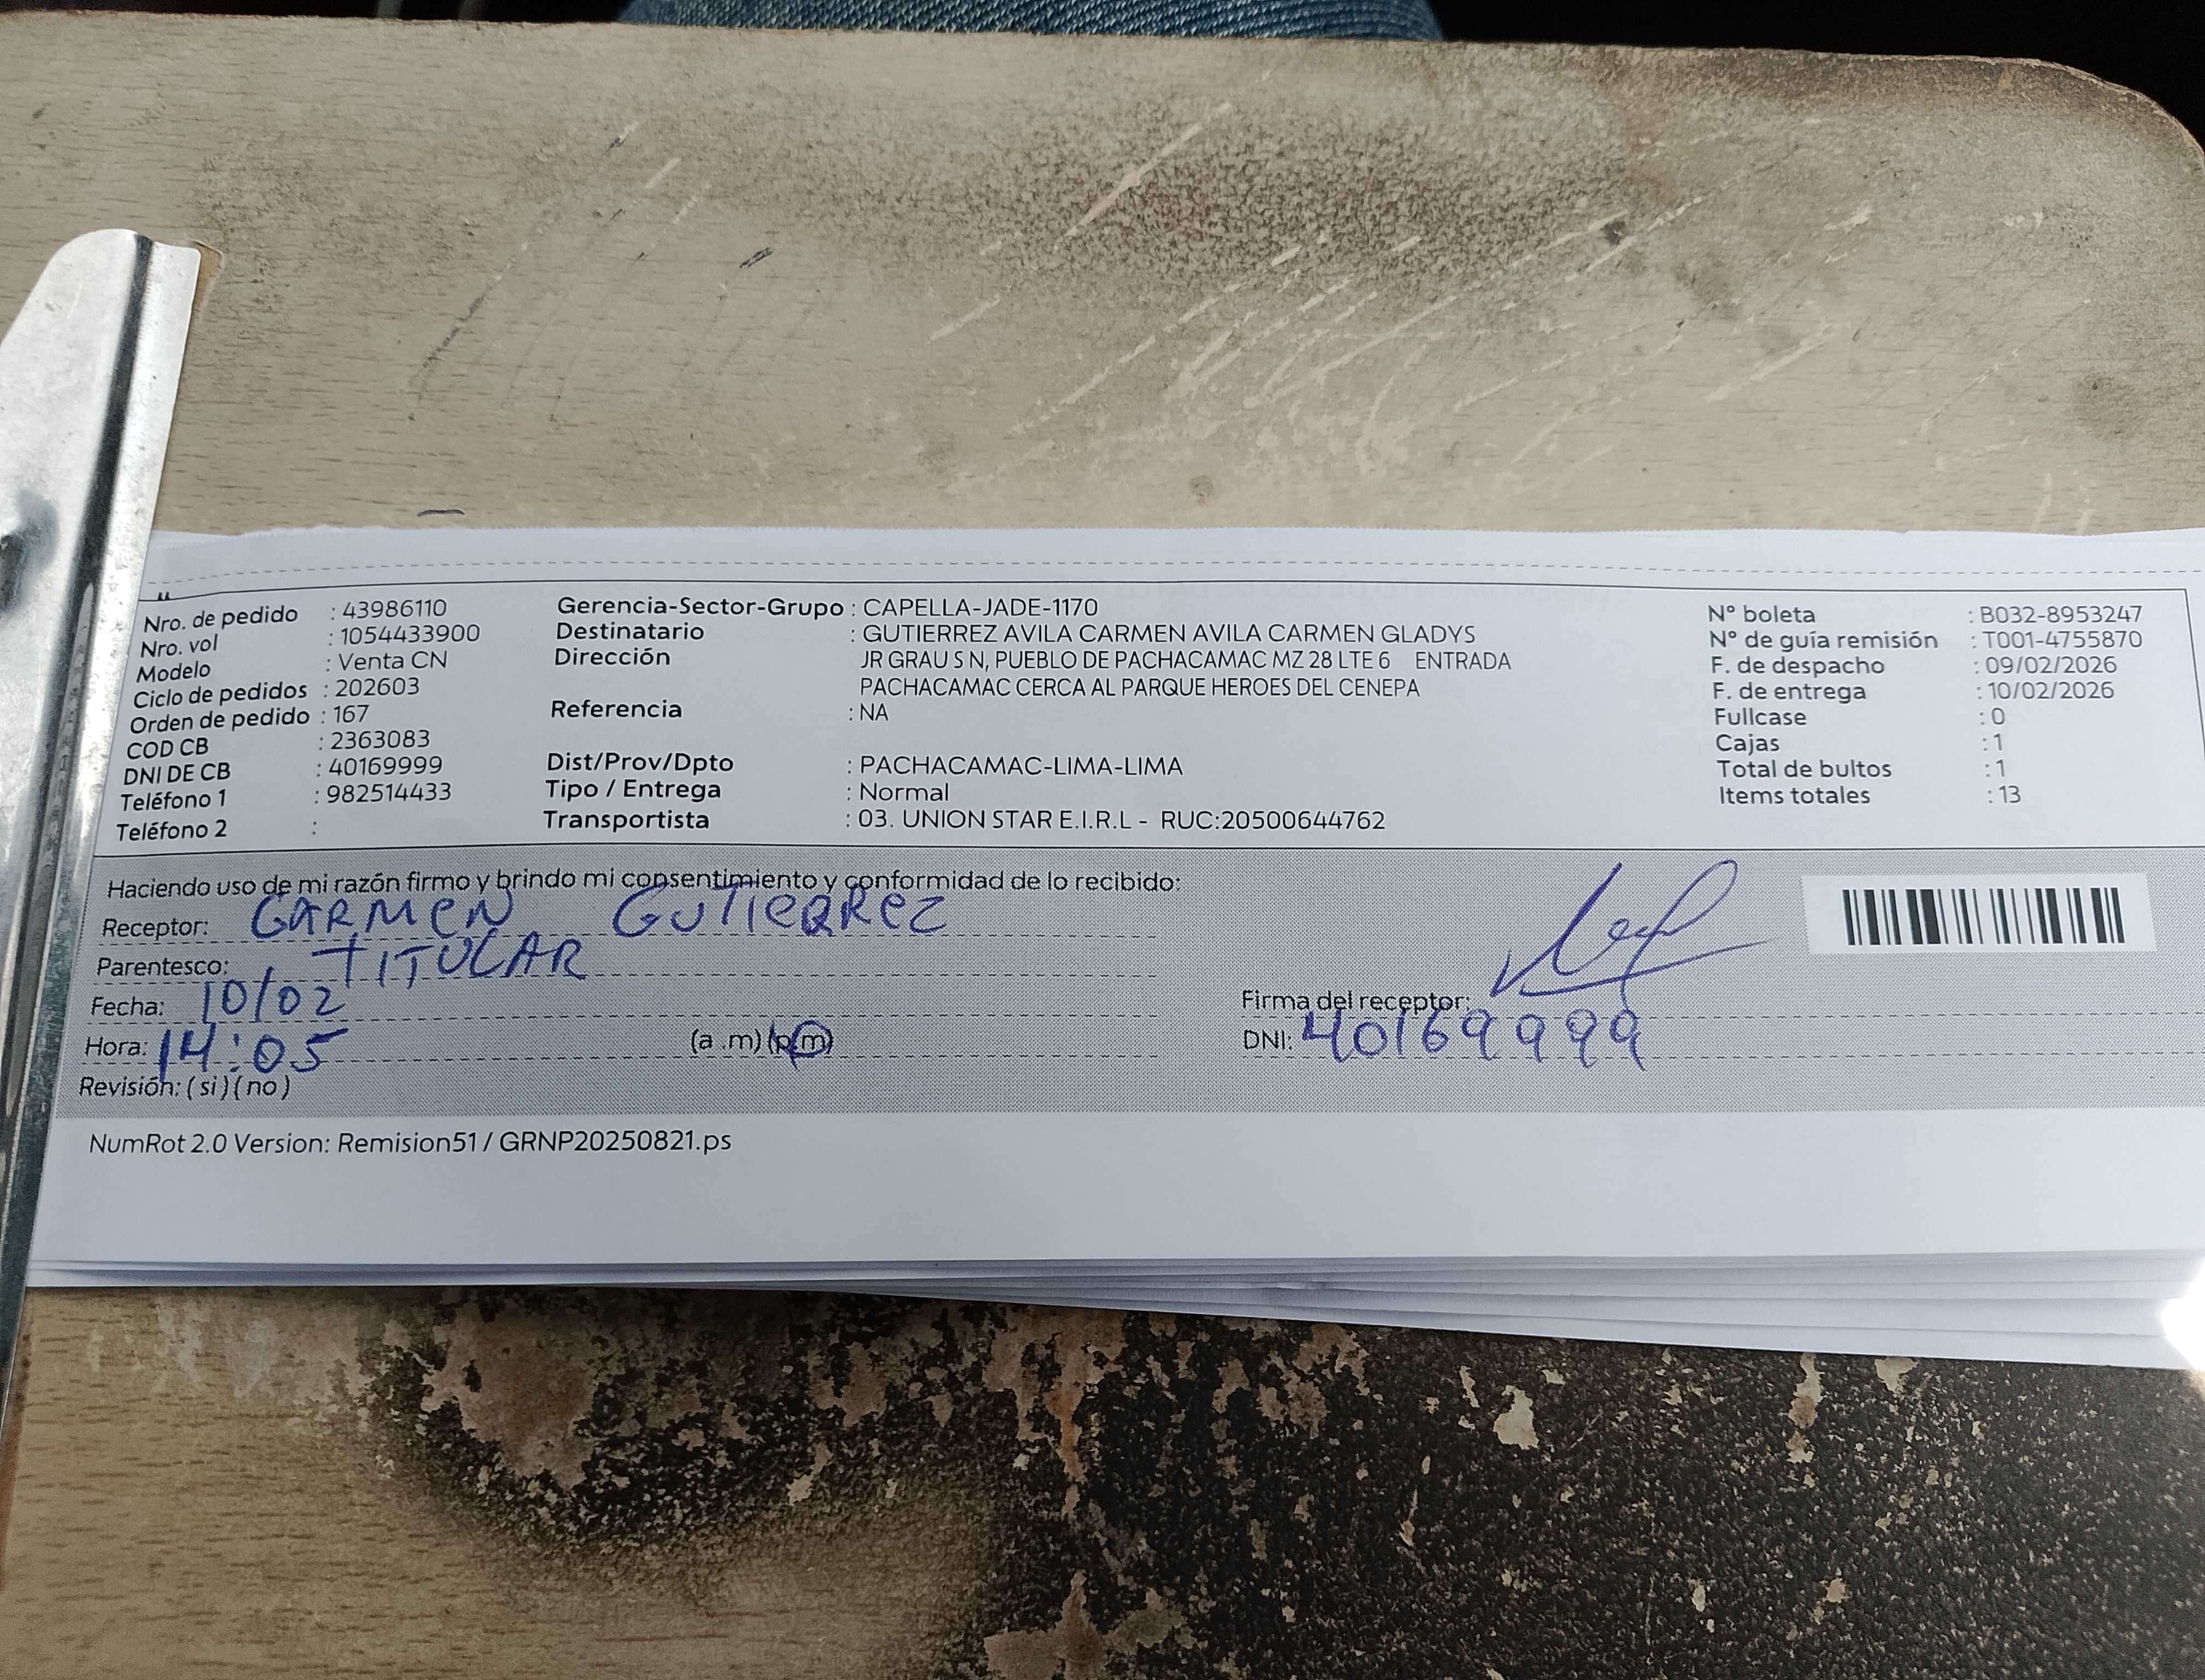 Nro. de pedido : 43986110
Nro. vol : 1054433900
Modelo : Venta CN
Ciclo de pedidos : 202603
Orden de pedido : 167
COD CB : 2363083
DNI DE CB : 40169999
Teléfono 1 : 982514433
Teléfono 2 :
Gerencia-Sector-Grupo : CAPELLA-JADE-1170
Destinatario : GUTIERREZ AVILA CARMEN AVILA CARMEN GLADYS
Dirección JR GRAU S N, PUEBLO DE PACHACAMAC MZ 28 LTE 6 ENTRADA
PACHACAMAC CERCA AL PARQUE HEROES DEL CENEPA
Referencia : NA
Dist/Prov/Dpto : PACHACAMAC-LIMA-LIMA
Tipo / Entrega : Normal
Transportista : 03. UNION STAR E.I.R.L - RUC:20500644762
N° boleta : B032-8953247
N° de guía remisión : T001-4755870
F. de despacho : 09/02/2026
F. de entrega : 10/02/2026
Fullcase : 0
Cajas : 1
Total de bultos : 1
Items totales : 13
Haciendo uso de mi razón firmo y brindo mi consentimiento y conformidad de lo recibido:
Receptor: CARMEN GUTIERREZ
Parentesco: TITULAR
Fecha: 10/02
Hora: 14:05 (a .m) (p.m)
Revisión: ( si ) ( no )
Firma del receptor:
DNI: 40169999
NumRot 2.0 Version: Remision51 / GRNP20250821.ps